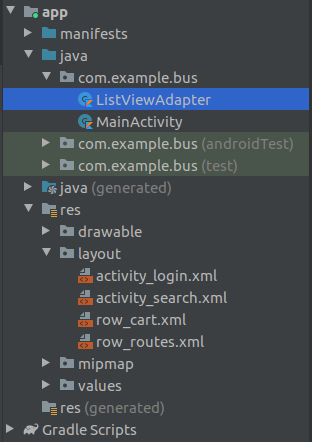 app
manifests
java
com.example.bus
ListViewAdapter
MainActivity
com.example.bus (androidTest)
com.example.bus (test)
java (generated)
res
drawable
layout
activity_login.xml
activity_search.xml
row_cart.xml
row_routes.xml
mipmap
values
res (generated)
Gradle Scripts